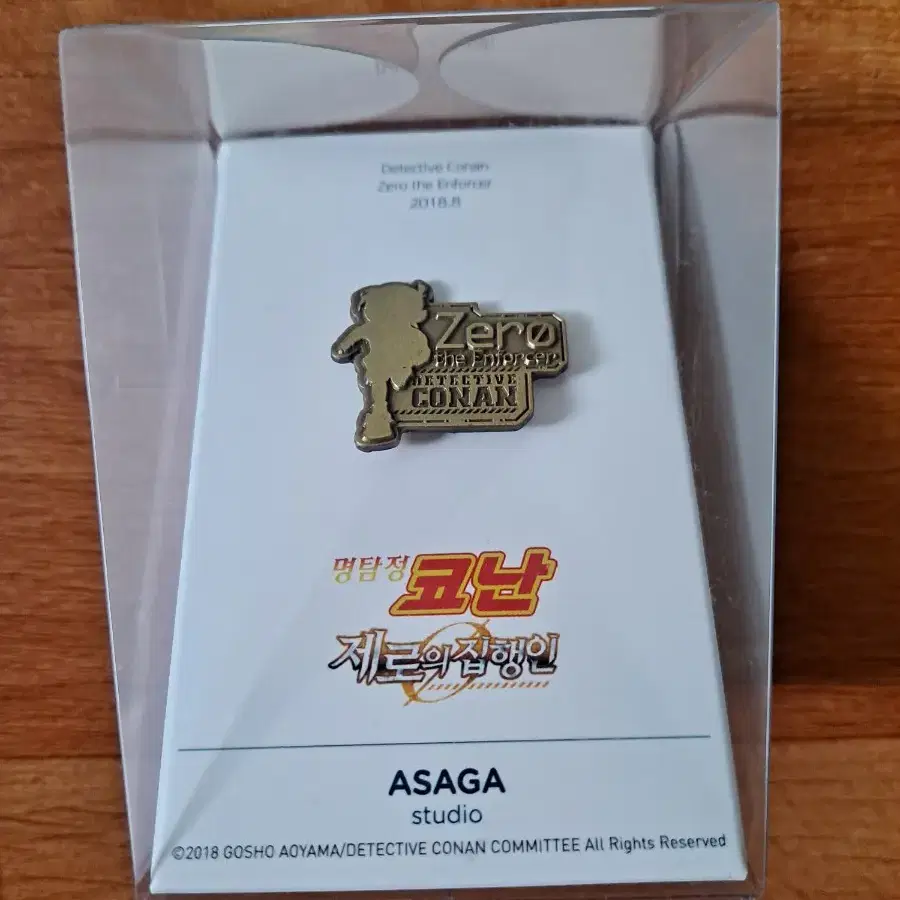 Detective Conan
Zero the Enforcer
2018.8
Zerø
the Enforcer
DETECTIVE
CONAN
명탐정 코난
제로의 집행인
ASAGA
studio
©2018 GOSHO AOYAMA/DETECTIVE CONAN COMMITTEE All Rights Reserved